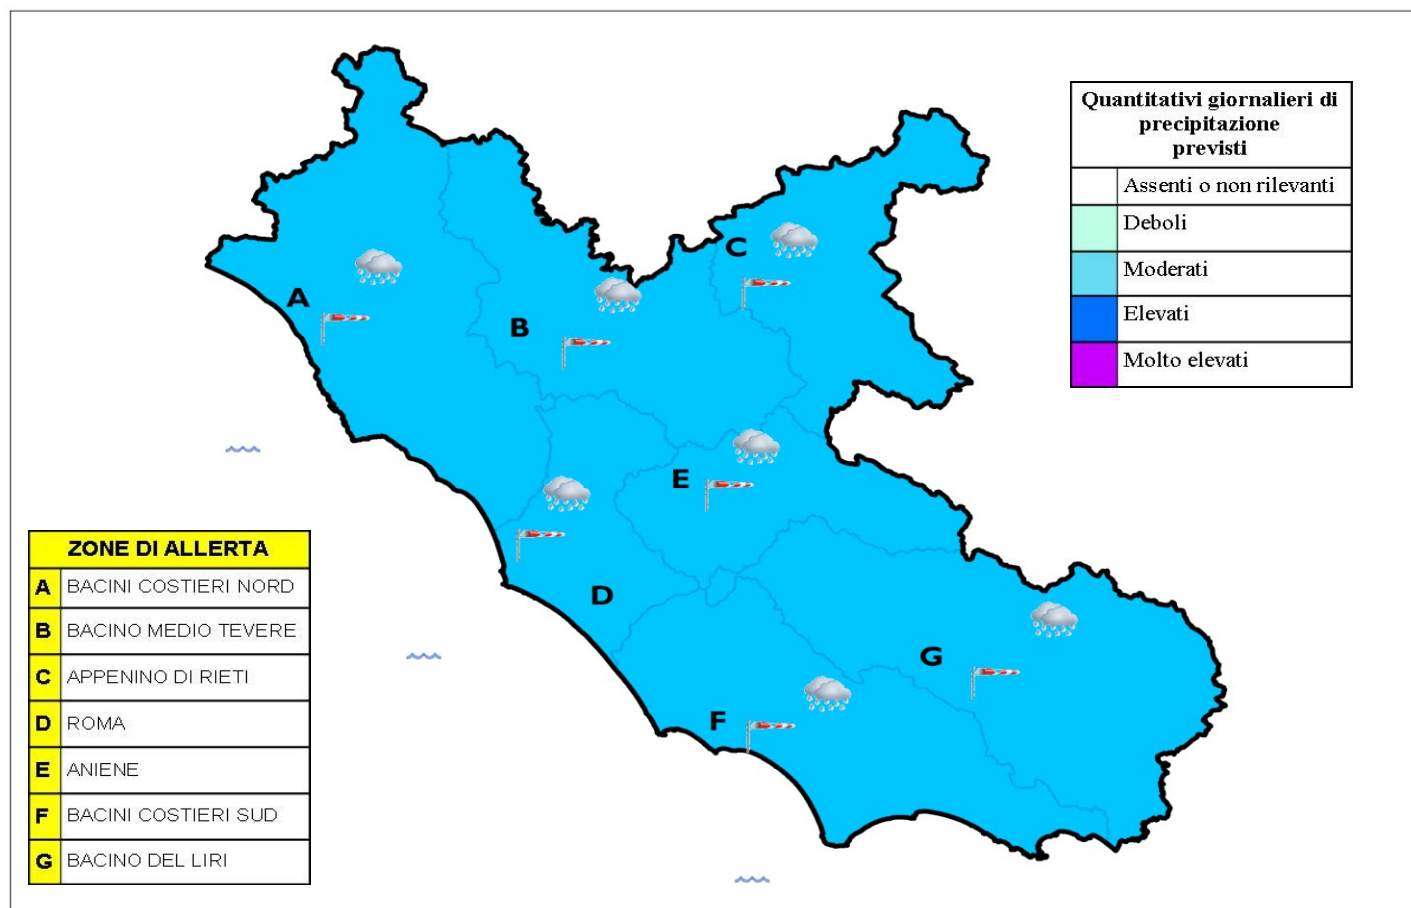 Quantitativi giornalieri di
precipitazione
previsti
Assenti o non rilevanti
Deboli
Moderati
Elevati
Molto elevati
C
A
B
E
D
G
F
ZONE DI ALLERTA
A BACINI COSTIERI NORD
B BACINO MEDIO TEVERE
C APPENINO DI RIETI
D ROMA
E ANIENE
F BACINI COSTIERI SUD
G BACINO DEL LIRI